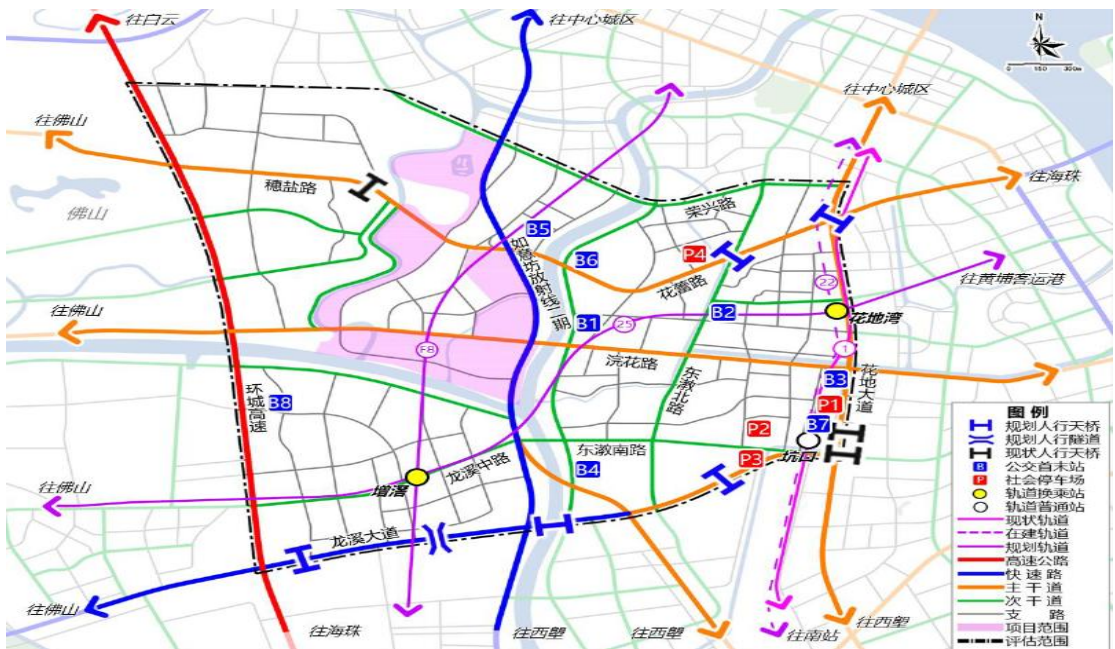 往白云
往中心城区
N
0 150 300m
往中心城区
往佛山
往海珠
穗盐路
佛山
荣兴路
B5
P4
B6
如意坊放射线二期
花蕾路
22
往黄埔客运港
往佛山
B1
25
B2
花地湾
F8
浣花路
1
花地大道
环城高速
B8
东漖北路
B3
P1
P2
B7
东漖南路
坑口
P3
B4
往佛山
增滘
龙溪中路
龙溪大道
往佛山
往海珠
往西塱
往西塱
往南站
往西塱
图例
规划人行天桥
规划人行隧道
现状人行天桥
B 公交首末站
P 社会停车场
轨道换乘站
轨道普通站
现状轨道
在建轨道
规划轨道
高速公路
快速路
主干道
次干道
支路
项目范围
评估范围